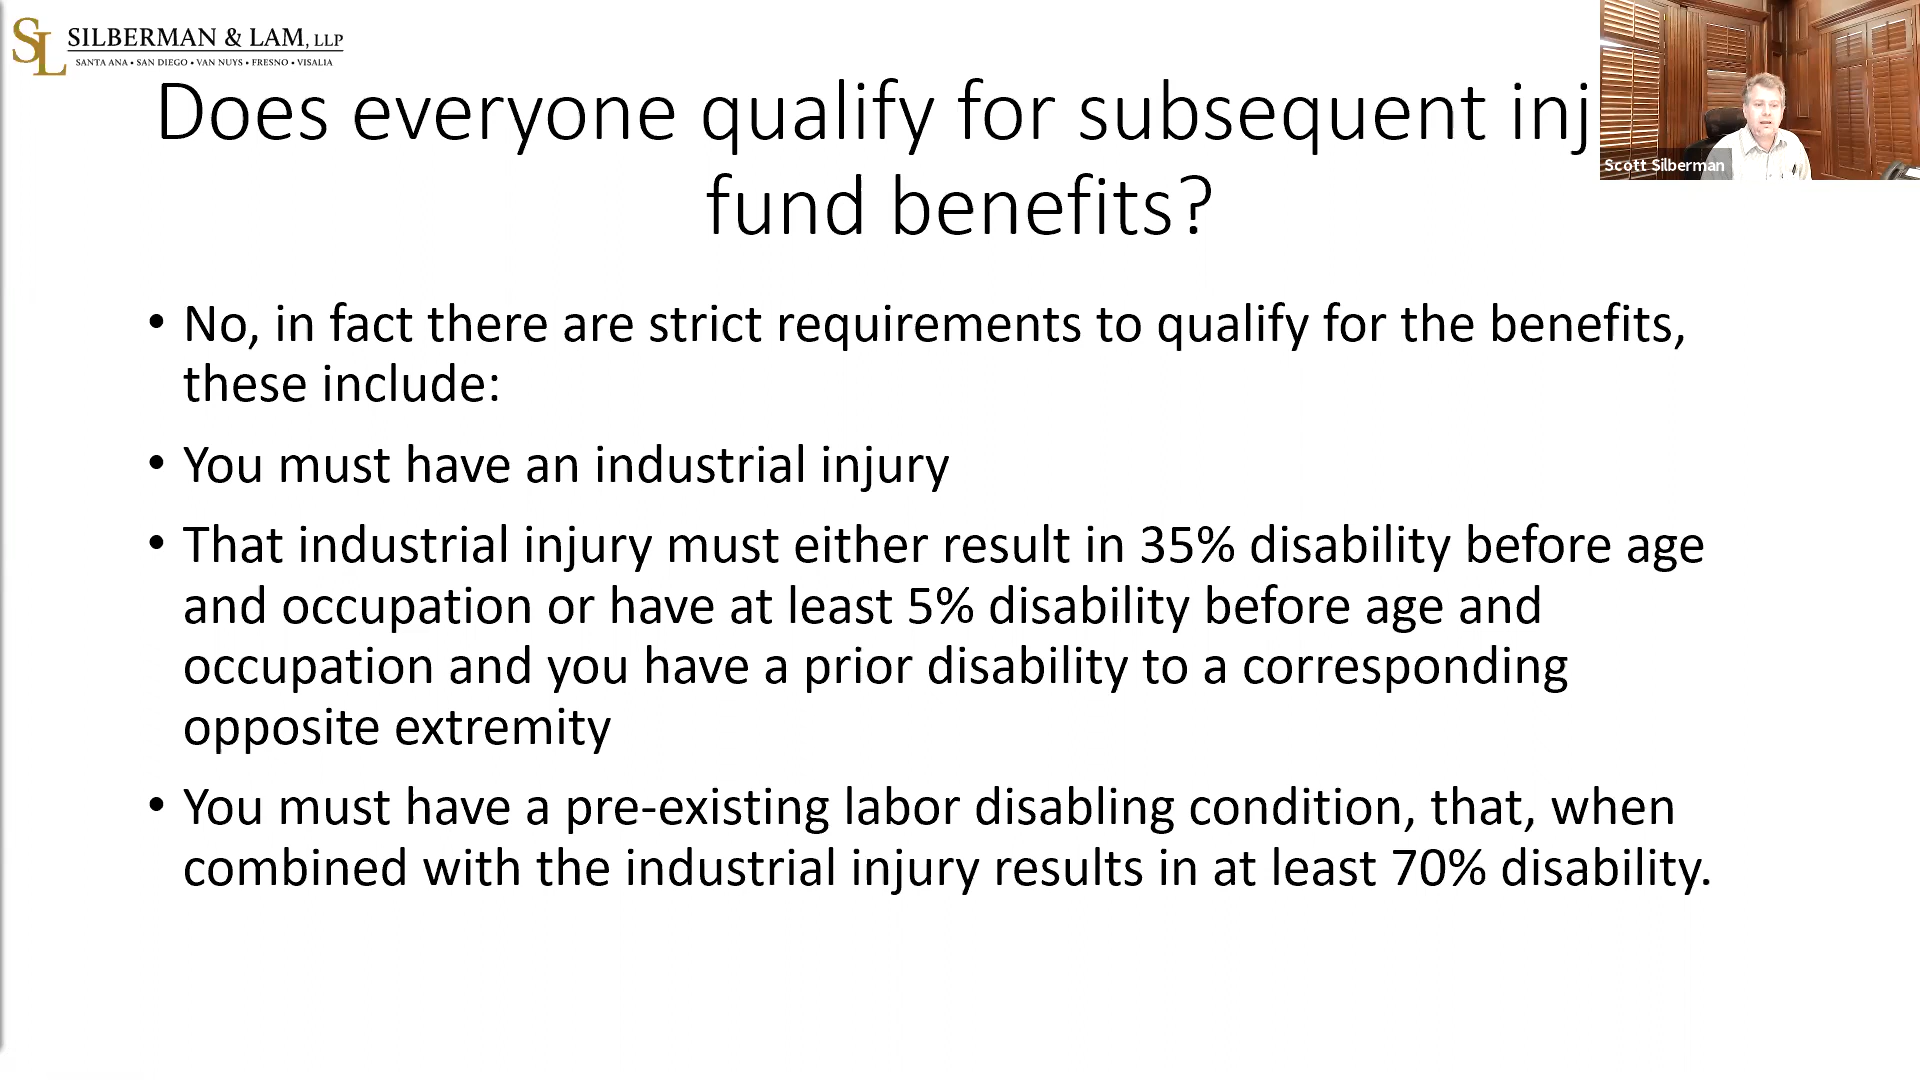 SL SILBERMAN & LAM, LLP
SANTA ANA • SAN DIEGO • VAN NUYS • FRESNO • VISALIA
Does everyone qualify for subsequent inj
fund benefits?
Scott Silberman
• No, in fact there are strict requirements to qualify for the benefits,
these include:
• You must have an industrial injury
• That industrial injury must either result in 35% disability before age
and occupation or have at least 5% disability before age and
occupation and you have a prior disability to a corresponding
opposite extremity
• You must have a pre-existing labor disabling condition, that, when
combined with the industrial injury results in at least 70% disability.